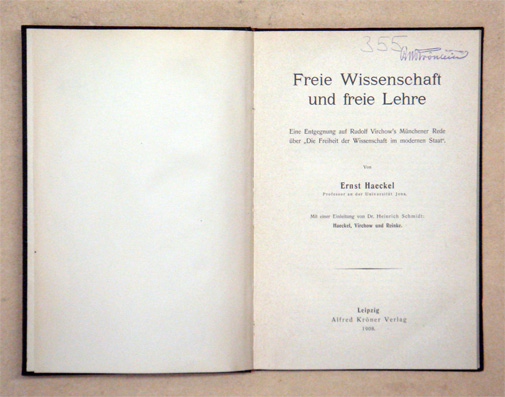 355
Freie Wissenschaft
und freie Lehre
Eine Entgegnung auf Rudolf Virchow's Münchener Rede
über „Die Freiheit der Wissenschaft im modernen Staat“.
Von
Ernst Haeckel
Professor an der Universität Jena.
Mit einer Einleitung von Dr. Heinrich Schmidt:
Haeckel, Virchow und Reinke.
Leipzig
Alfred Kröner Verlag
1908.